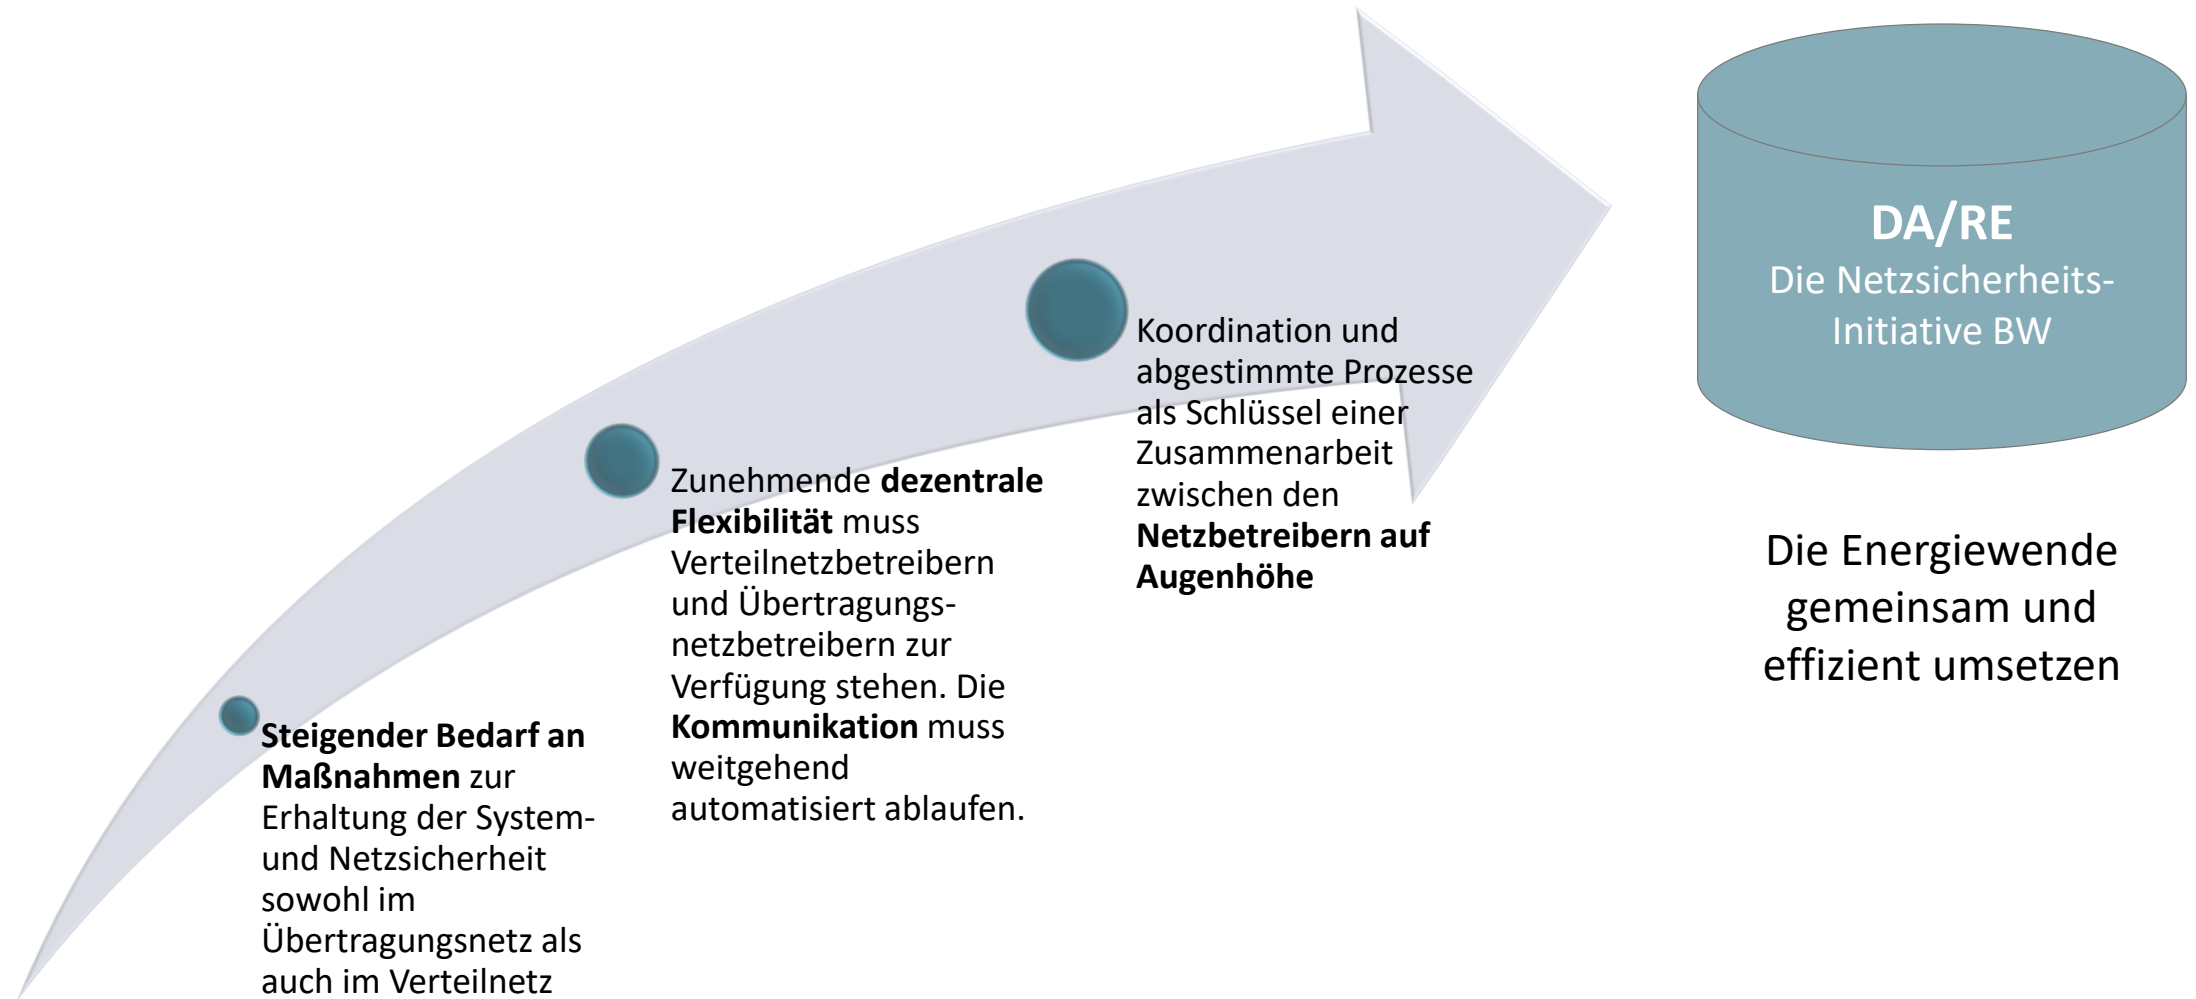 Steigender Bedarf an
Maßnahmen zur
Erhaltung der System-
und Netzsicherheit
sowohl im
Übertragungsnetz als
auch im Verteilnetz
Zunehmende dezentrale
Flexibilität muss
Verteilnetzbetreibern
und Übertragungs-
netzbetreibern zur
Verfügung stehen. Die
Kommunikation muss
weitgehend
automatisiert ablaufen.
Koordination und
abgestimmte Prozesse
als Schlüssel einer
Zusammenarbeit
zwischen den
Netzbetreibern auf
Augenhöhe
DA/RE
Die Netzsicherheits-
Initiative BW
Die Energiewende
gemeinsam und
effizient umsetzen